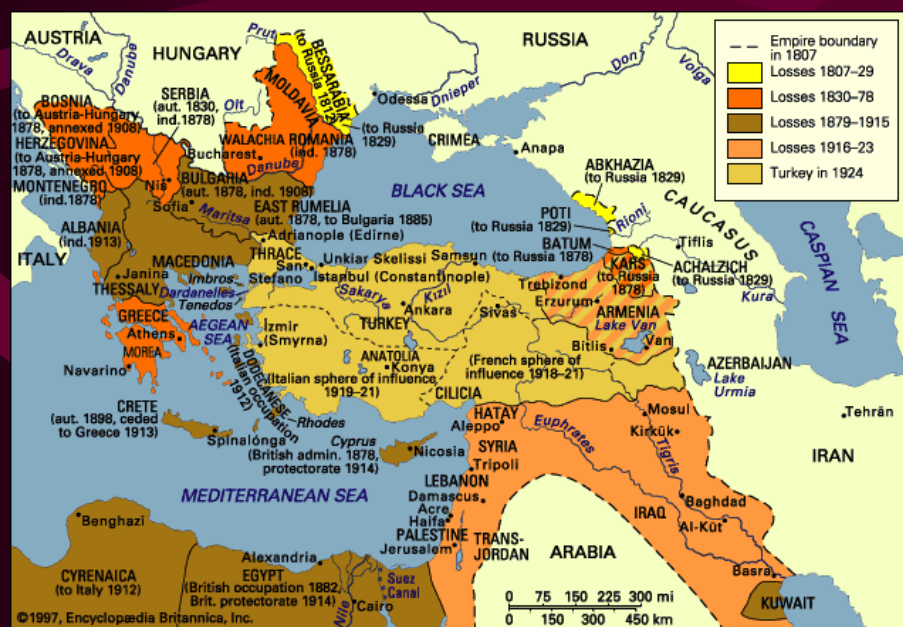 AUSTRIA
Drava
Danube
HUNGARY
Prut
BESSARABIA
(to Russia
1812)
MOLDAVIA
RUSSIA
Don
Volga
Empire boundary
in 1807
Losses 1807–29
Losses 1830–78
Losses 1879–1915
Losses 1916–23
Turkey in 1924
BOSNIA
(to Austria-Hungary
1878, annexed 1908)
HERZEGOVINA
(to Austria-Hungary
1878, annexed 1908)
MONTENEGRO
(ind.1878)
SERBIA
(aut. 1830,
ind.1878)
Olt
Odessa
Dnieper
(to Russia
1829)
CRIMEA
Anapa
WALACHIA
ROMANIA
(ind. 1878)
Bucharest
Danube
Niš
Sofia
BULGARIA
(aut. 1878, ind. 1908)
EAST RUMELIA
(aut. 1878, to Bulgaria 1885)
Maritsa
BLACK SEA
ABKHAZIA
(to Russia 1829)
CAUCASUS
Rioni
POTI
(to Russia 1829)
BATUM
(to Russia 1878)
Tiflis
KARS
(to Russia
1878)
ACHALZICH
(to Russia 1829)
Kura
CASPIAN
SEA
ITALY
ALBANIA
(ind.1913)
Adrianople (Edirne)
THRACE
San
Stefano
Unkiar Skelissi
Istanbul (Constantinople)
Samsun
MACEDONIA
Janina
Imbros
THESSALY
Dardanelles
Tenedos
Sakarya
Kizil
Ankara
Sivas
Trebizond
Erzurum
ARMENIA
Lake Van
Van
Bitlis
GREECE
Athens
AEGEAN
SEA
MOREA
Navarino
İzmir
(Smyrna)
TURKEY
ANATOLIA
Konya
(Italian sphere of influence
1919–21)
(French sphere of
influence 1918–21)
CILICIA
AZERBAIJAN
Lake
Urmia
Tehrān
IRAN
DODECANESE
(Italian occupation
1912)
Rhodes
CRETE
(aut. 1898, ceded
to Greece 1913)
Spinalónga
Cyprus
(British admin. 1878,
protectorate 1914)
Nicosia
HATAY
Aleppo
SYRIA
Tripoli
LEBANON
Damascus
Acre
Haifa
PALESTINE
Jerusalem
TRANS-
JORDAN
Euphrates
Mosul
Kirkūk
Tigris
Baghdad
IRAQ
Al-Kūt
Basra
KUWAIT
ARABIA
MEDITERRANEAN SEA
Benghazi
CYRENAICA
(to Italy 1912)
Alexandria
EGYPT
(British occupation 1882,
Brit. protectorate 1914)
Suez
Canal
Nile
Cairo
0 75 150 225 300 mi
0 150 300 450 km
©1997, Encyclopædia Britannica, Inc.